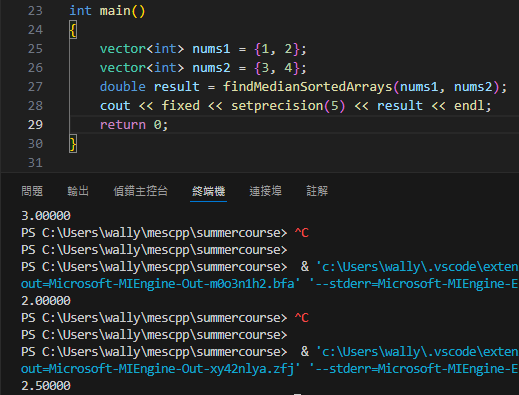 23 int main()
24 {
25 vector<int> nums1 = {1, 2};
26 vector<int> nums2 = {3, 4};
27 double result = findMedianSortedArrays(nums1, nums2);
28 cout << fixed << setprecision(5) << result << endl;
29 return 0;
30 }
31
問題 輸出 偵錯主控台 終端機 連接埠 註解
3.00000
PS C:\Users\wally\mescpp\summercourse> ^C
PS C:\Users\wally\mescpp\summercourse>
PS C:\Users\wally\mescpp\summercourse> & 'c:\Users\wally\.vscode\exten
out=Microsoft-MIEngine-Out-m0o3n1h2.bfa' '--stderr=Microsoft-MIEngine-E
2.00000
PS C:\Users\wally\mescpp\summercourse> ^C
PS C:\Users\wally\mescpp\summercourse>
PS C:\Users\wally\mescpp\summercourse> & 'c:\Users\wally\.vscode\exten
out=Microsoft-MIEngine-Out-xy42nlya.zfj' '--stderr=Microsoft-MIEngine-E
2.50000